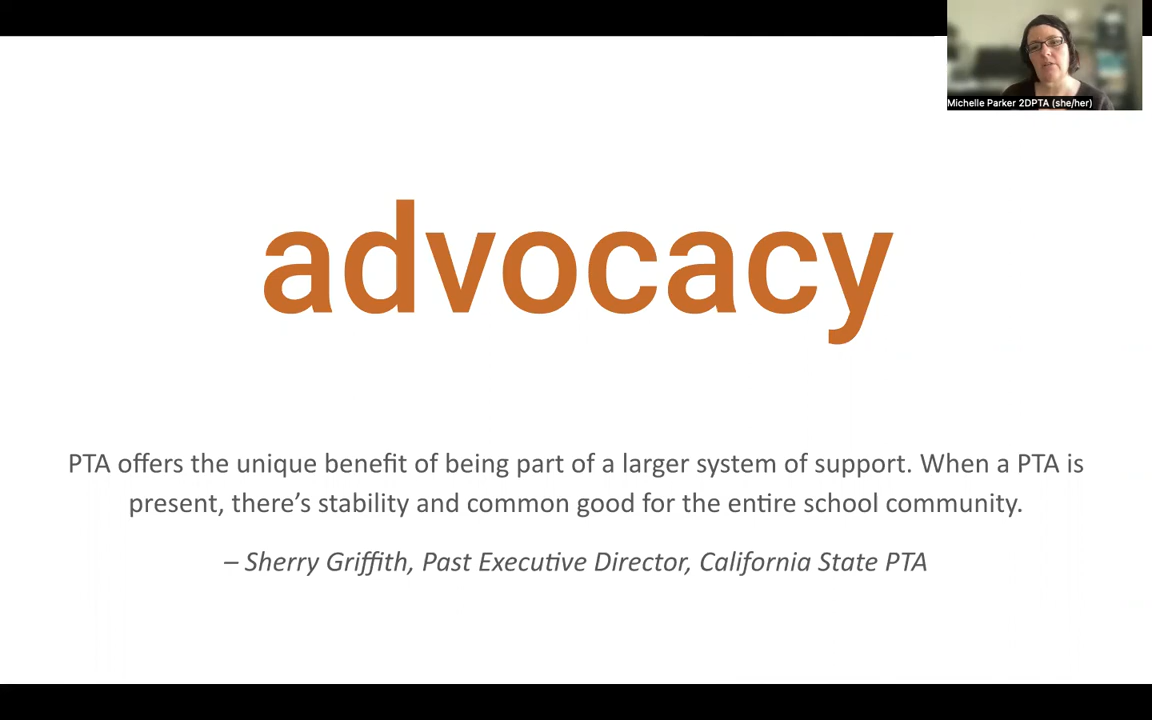 Michelle Parker 2DPTA (she/her)
advocacy
PTA offers the unique benefit of being part of a larger system of support. When a PTA is
present, there’s stability and common good for the entire school community.
– Sherry Griffith, Past Executive Director, California State PTA